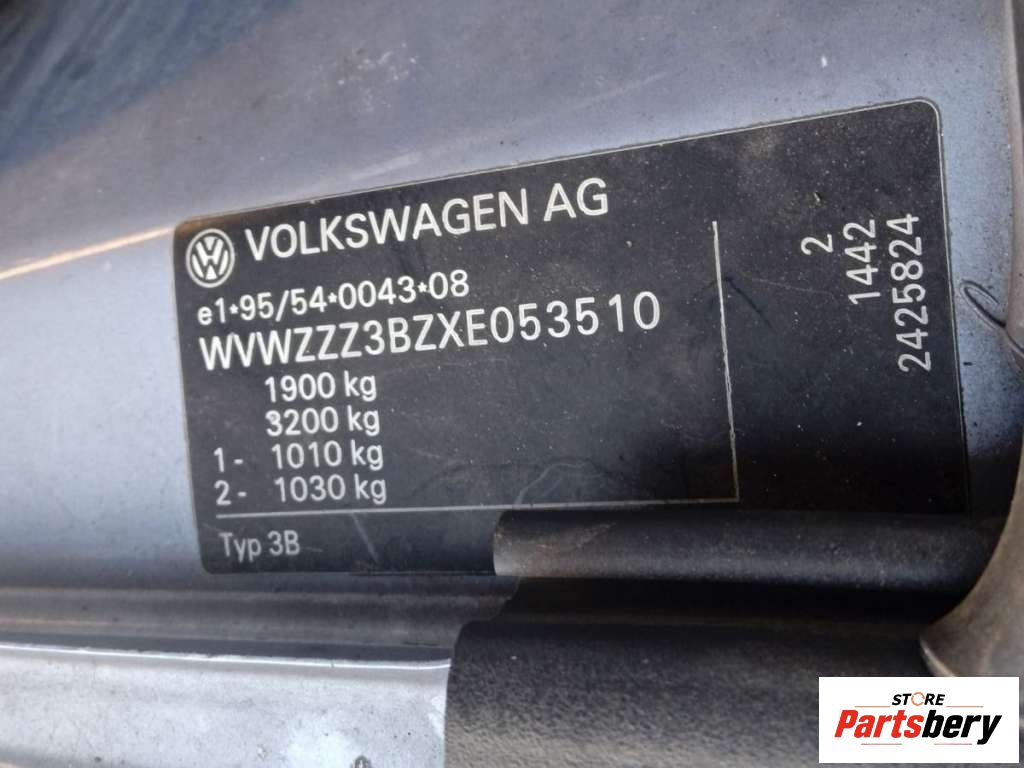 VOLKSWAGEN AG
e1*95/54*0043*08
WVWZZZ3BZXE053510
1900 kg
3200 kg
1- 1010 kg
2- 1030 kg
Typ 3B
2
1442
2425824
STORE
Partsbery